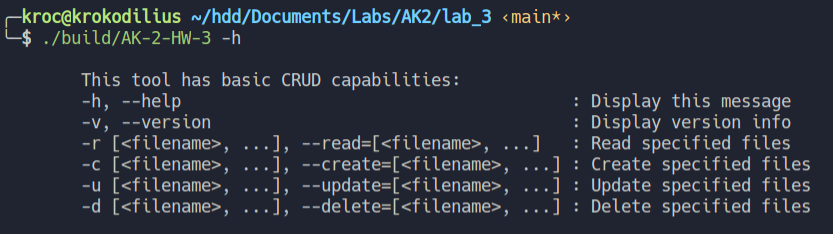 ╭─kroc@krokodilius ~/hdd/Documents/Labs/AK2/lab_3 ‹main*›
╰─$ ./build/AK-2-HW-3 -h
This tool has basic CRUD capabilities:
-h, --help : Display this message
-v, --version : Display version info
-r [<filename>, ...], --read=[<filename>, ...] : Read specified files
-c [<filename>, ...], --create=[<filename>, ...] : Create specified files
-u [<filename>, ...], --update=[<filename>, ...] : Update specified files
-d [<filename>, ...], --delete=[<filename>, ...] : Delete specified files